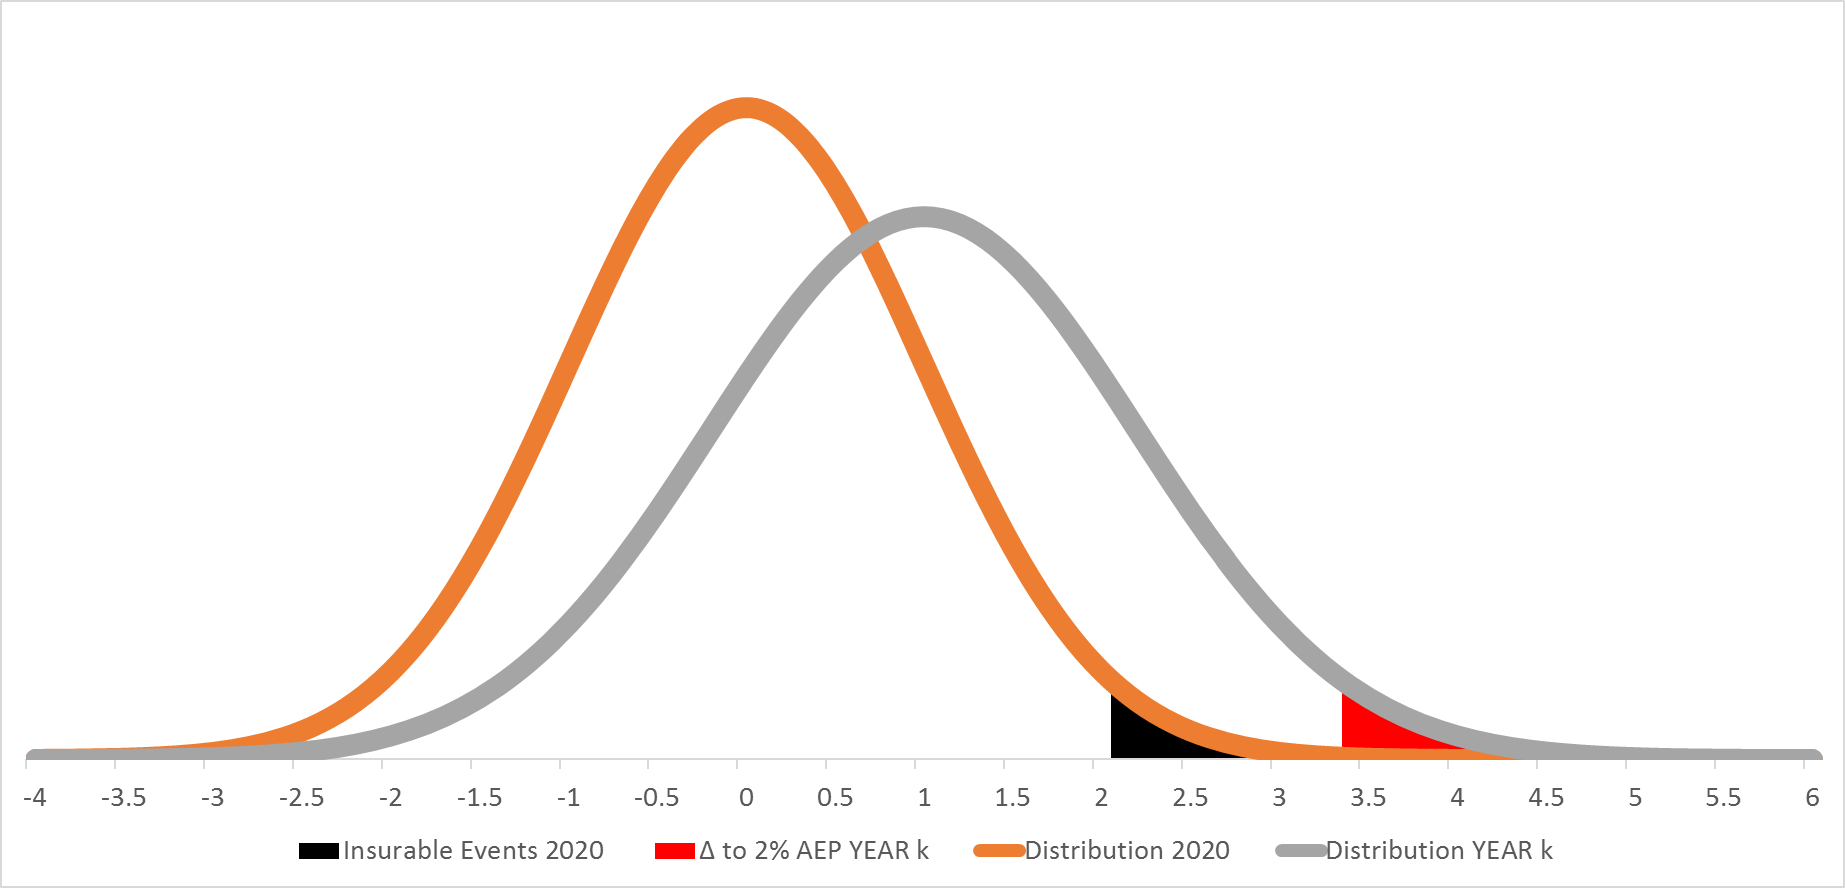 -4 -3.5 -3 -2.5 -2 -1.5 -1 -0.5 0 0.5 1 1.5 2 2.5 3 3.5 4 4.5 5 5.5 6
Insurable Events 2020 Δ to 2% AEP YEAR k Distribution 2020 Distribution YEAR k